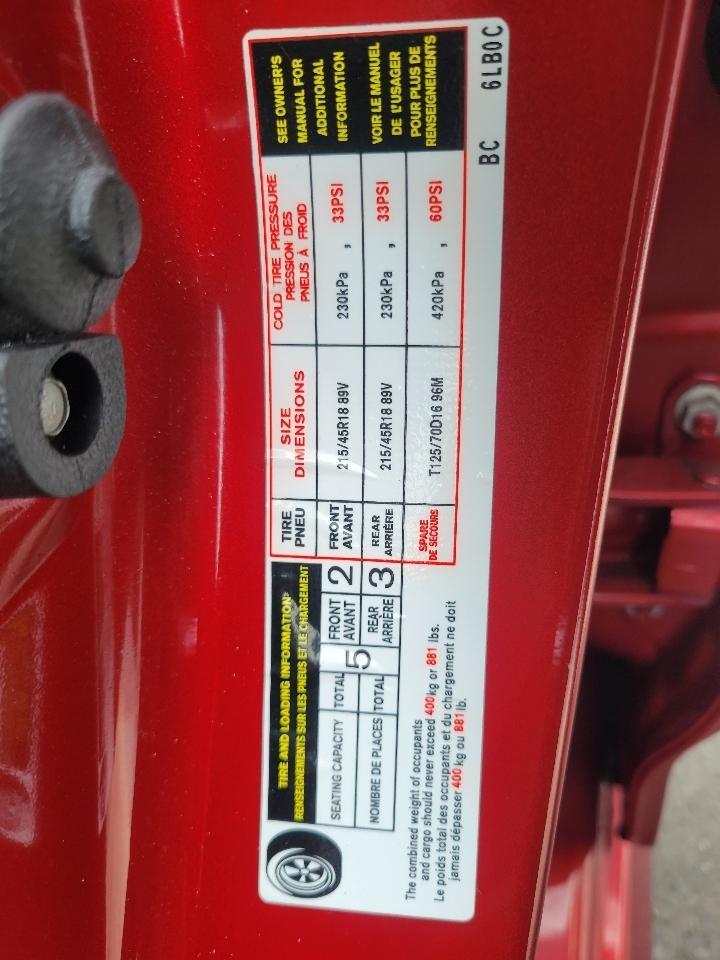 TIRE AND LOADING INFORMATION
RENSEIGNEMENTS SUR LES PNEUS ET LE CHARGEMENT
SEATING CAPACITY TOTAL 5 FRONT AVANT 2
NOMBRE DE PLACES TOTAL REAR ARRIÈRE 3
The combined weight of occupants
and cargo should never exceed 400kg or 881 lbs.
Le poids total des occupants et du chargement ne doit
jamais dépasser 400 kg ou 881 lb.
TIRE
PNEU
SIZE
DIMENSIONS
COLD TIRE PRESSURE
PRESSION DES
PNEUS À FROID
FRONT
AVANT
215/45R18 89V
230kPa , 33PSI
REAR
ARRIÈRE
215/45R18 89V
230kPa , 33PSI
SPARE
DE SECOURS
T125/70D16 96M
420kPa , 60PSI
SEE OWNER'S
MANUAL FOR
ADDITIONAL
INFORMATION
VOIR LE MANUEL
DE L'USAGER
POUR PLUS DE
RENSEIGNEMENTS
BC 6LB0C